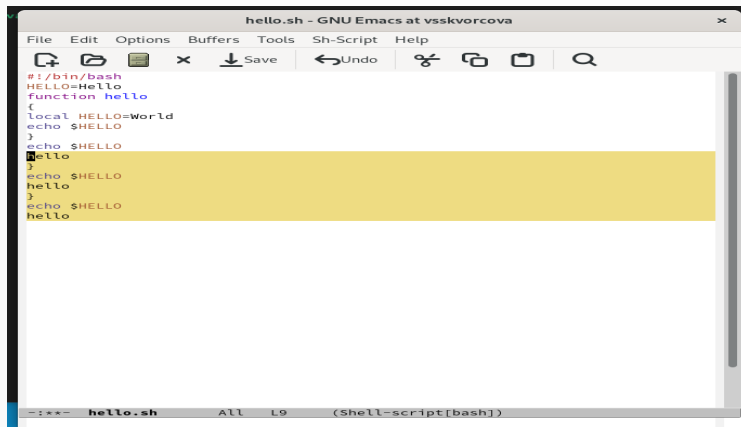 hello.sh - GNU Emacs at vsskvorcova
File Edit Options Buffers Tools Sh-Script Help
Save Undo
#!/bin/bash
HELLO=Hello
function hello
{
local HELLO=World
echo $HELLO
}
echo $HELLO
hello
}
echo $HELLO
hello
}
echo $HELLO
hello
-:**- hello.sh All L9 (Shell-script[bash])